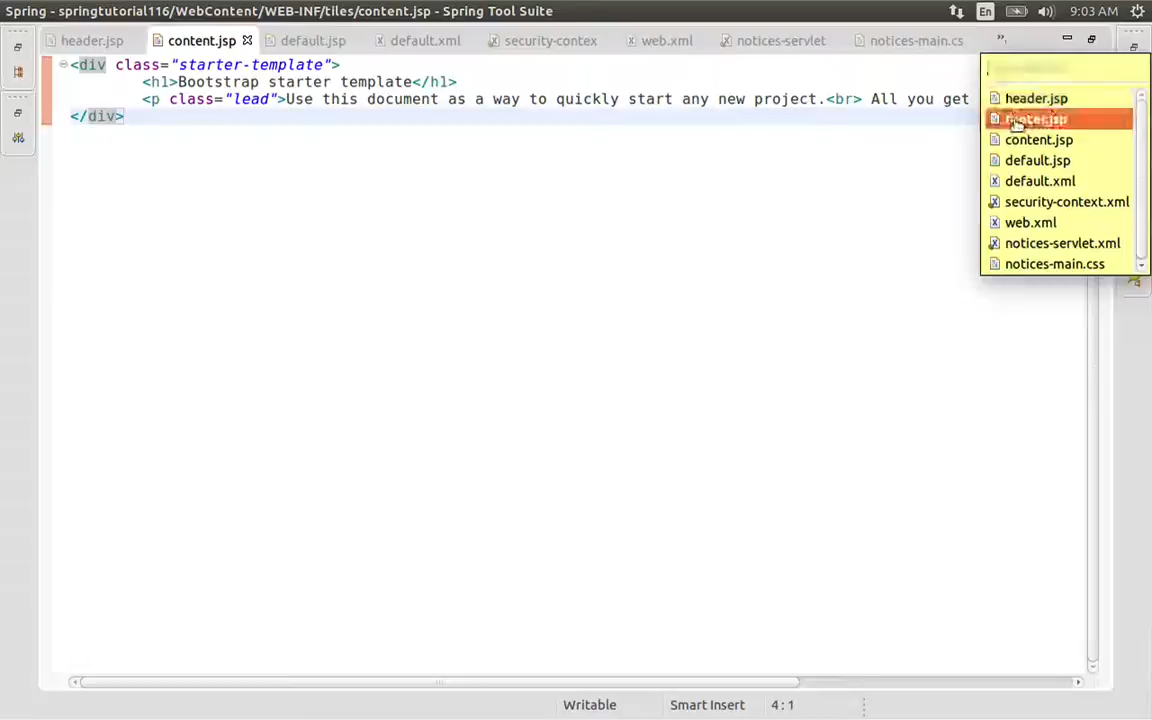 Spring - springtutorial116/WebContent/WEB-INF/tiles/content.jsp - Spring Tool Suite
En
9:03 AM
header.jsp
content.jsp
default.jsp
default.xml
security-contex
web.xml
notices-servlet
notices-main.cs
<div class="starter-template">
<h1>Bootstrap starter template</h1>
<p class="lead">Use this document as a way to quickly start any new project.<br> All you get
</div>
header.jsp
footer.jsp
content.jsp
default.jsp
default.xml
security-context.xml
web.xml
notices-servlet.xml
notices-main.css
Writable
Smart Insert
4 : 1